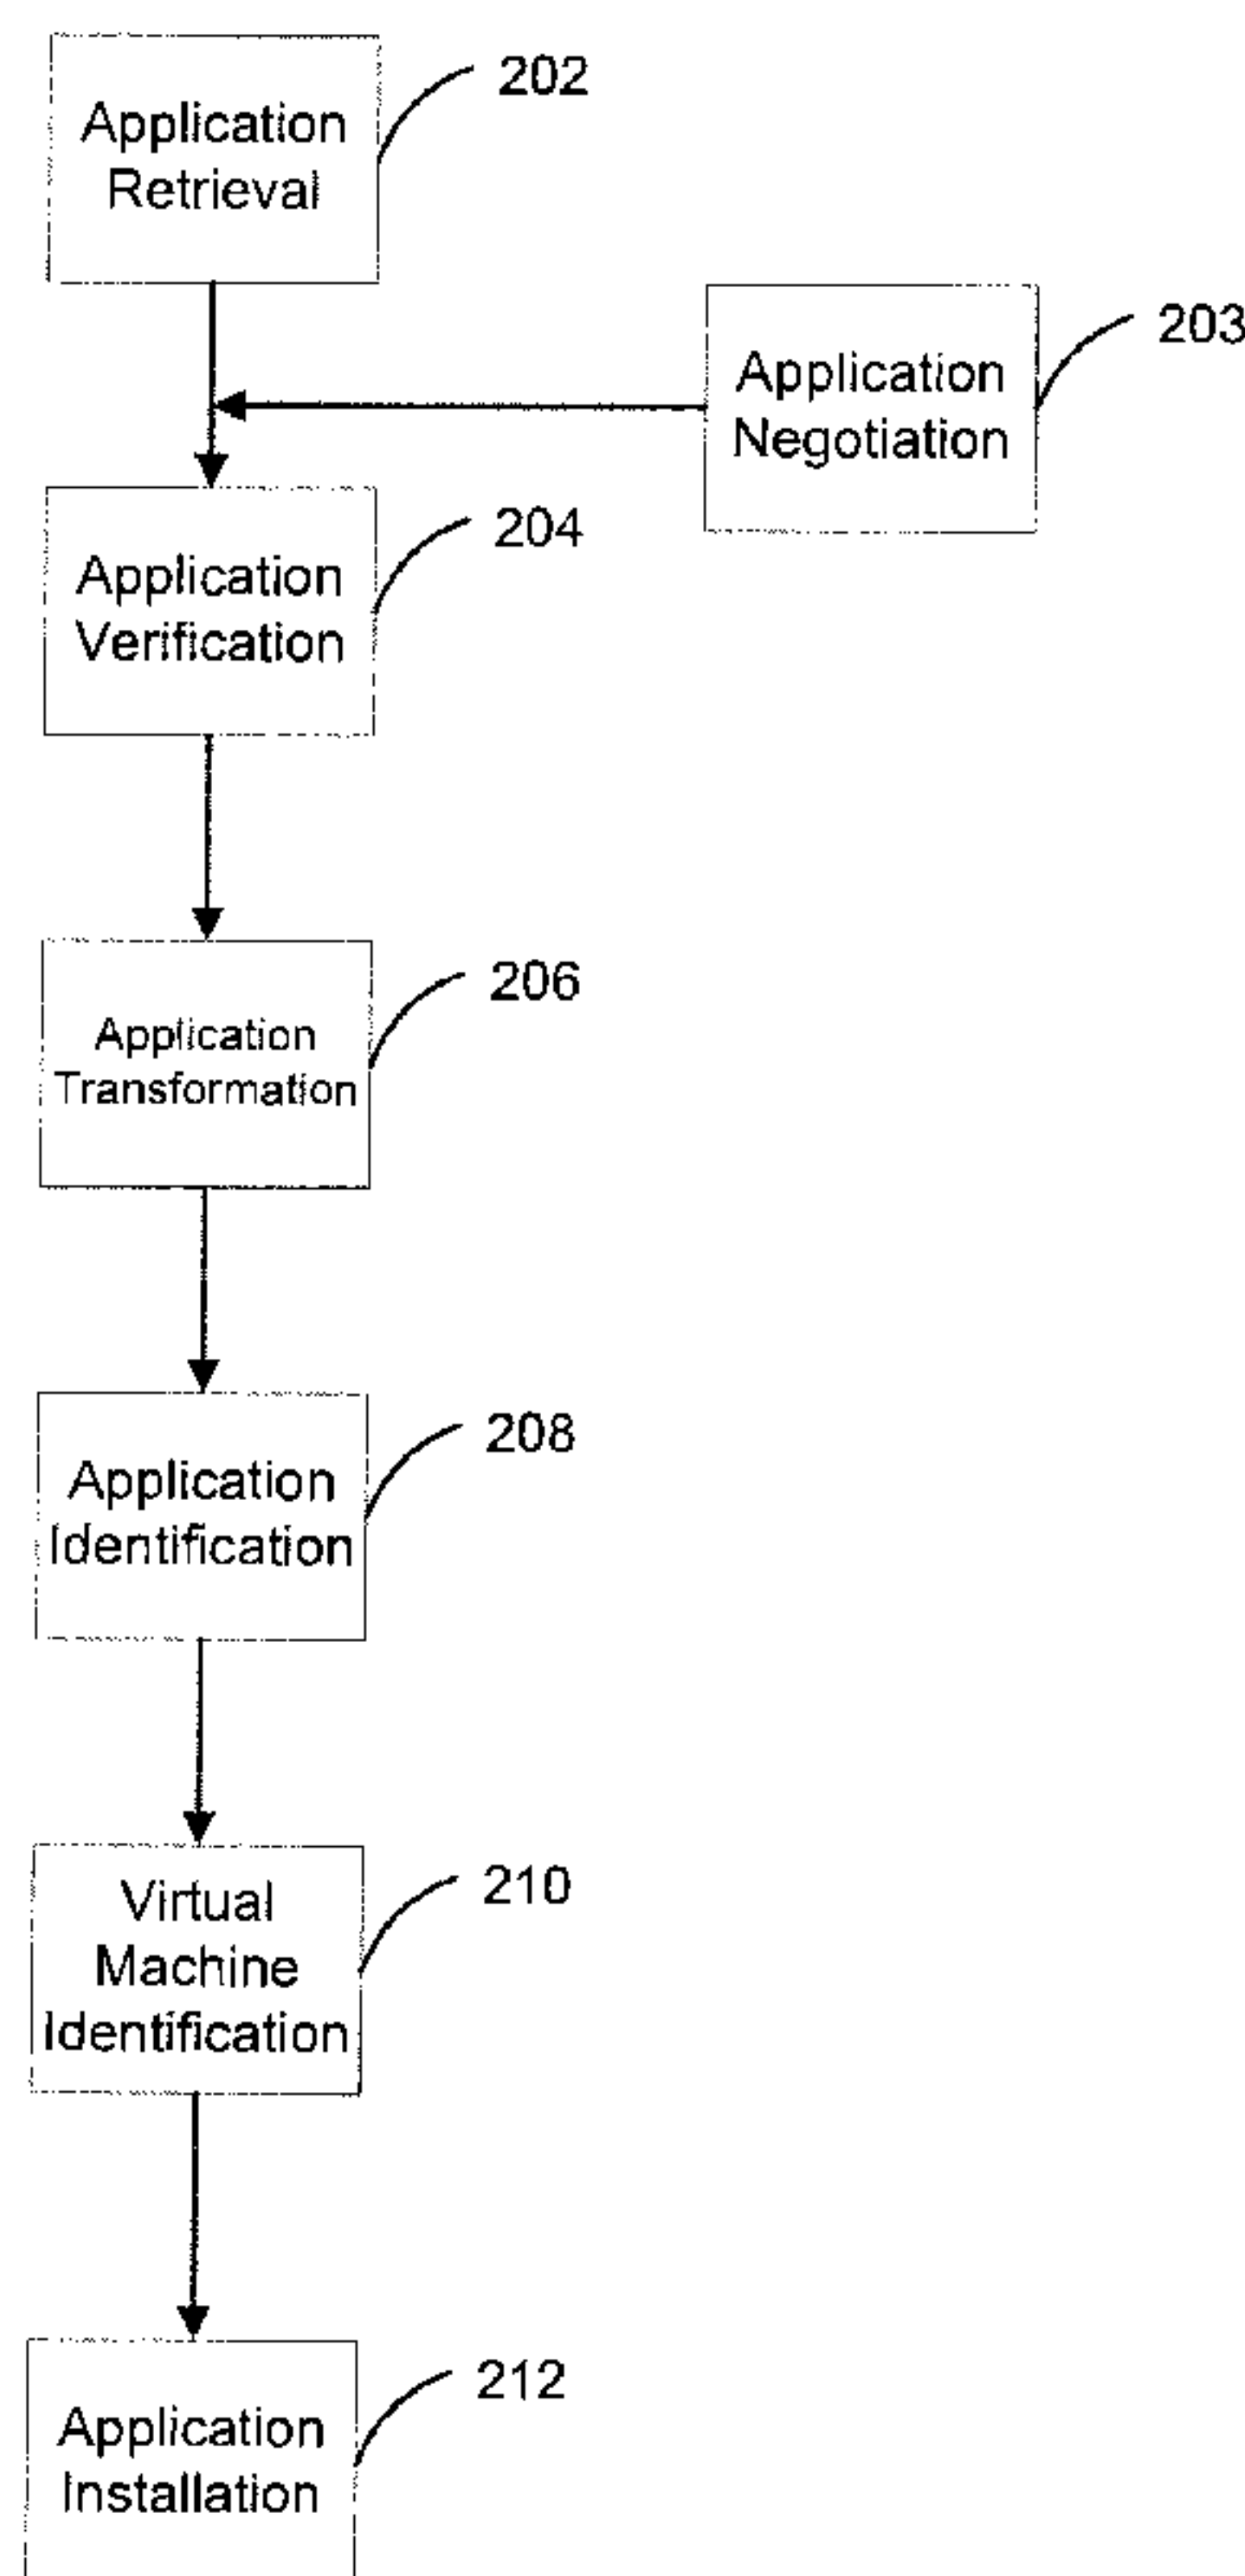 Application
Retrieval
202
Application
Negotiation
203
Application
Verification
204
Application
Transformation
206
Application
Identification
208
Virtual
Machine
Identification
210
Application
Installation
212